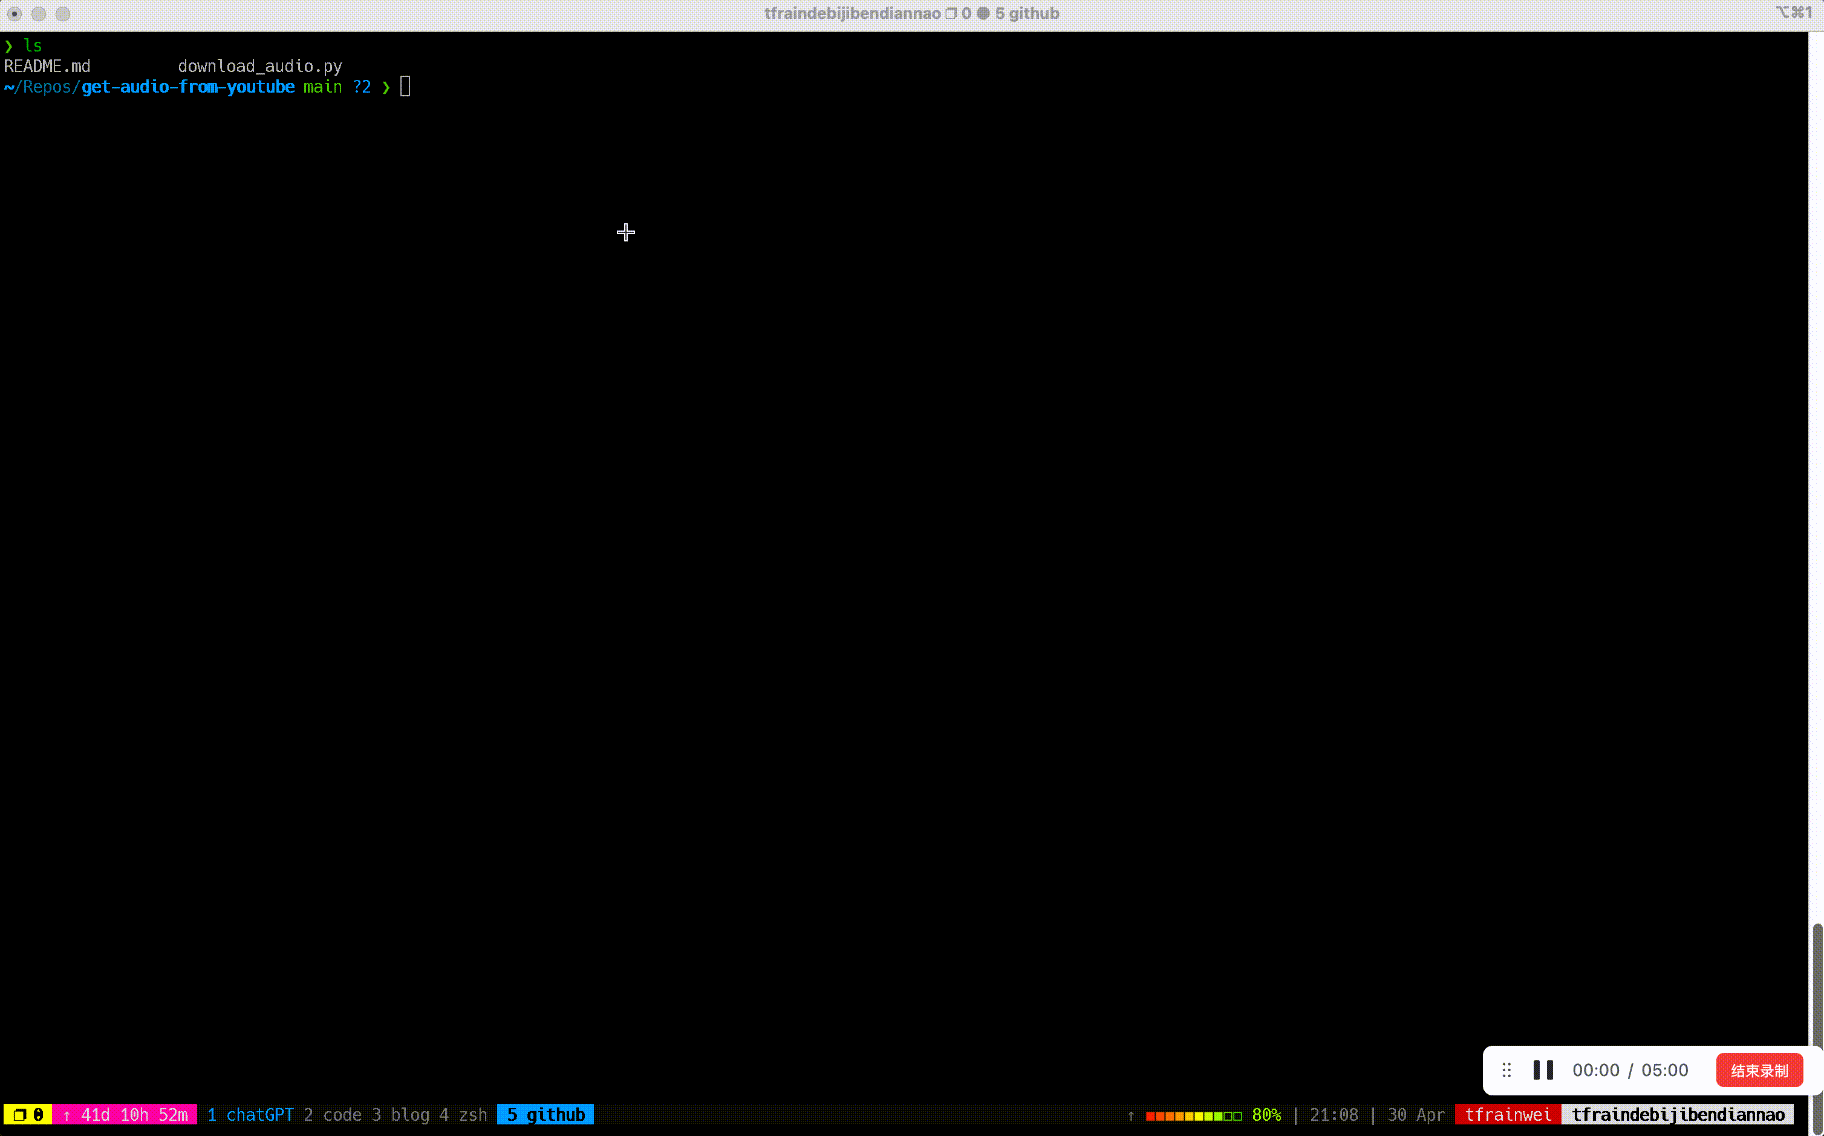 tfraindebijibendiannao ❐ 0 ● 5 github ⌥⌘1
❯ ls
README.md download_audio.py
~/Repos/get-audio-from-youtube main ?2 ❯
00:00 / 05:00 结束录制
❐ 0 ↑ 41d 10h 52m 1 chatGPT 2 code 3 blog 4 zsh 5 github ↑ 80% | 21:08 | 30 Apr tfrainwei tfraindebijibendiannao